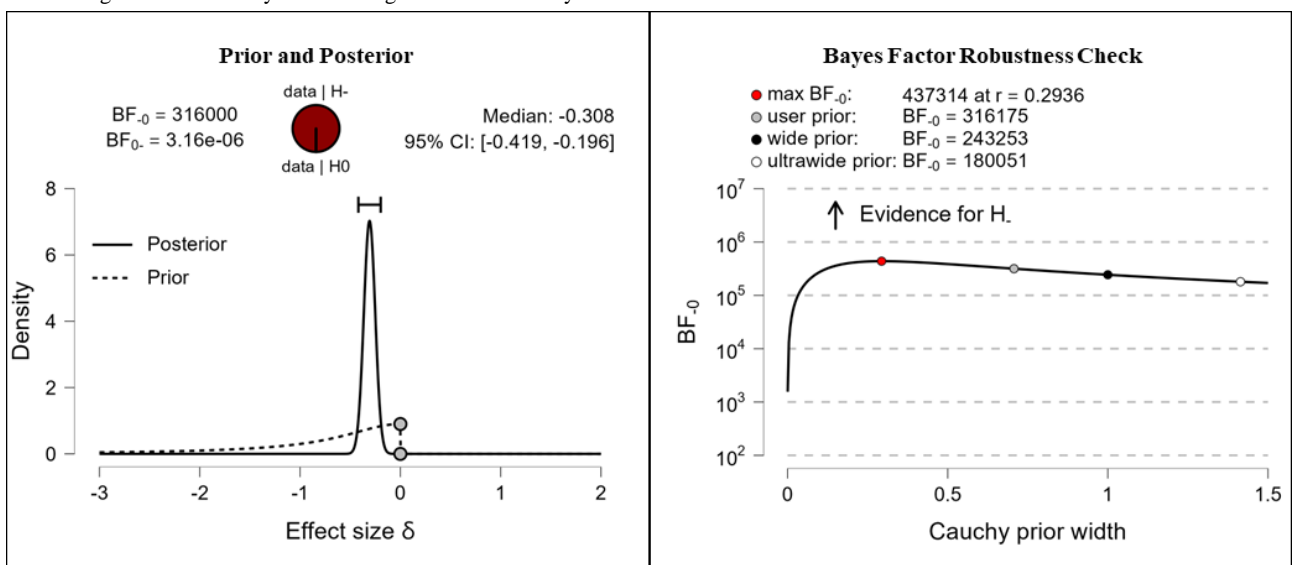 Prior and Posterior
data | H-
BF-0 = 316000
BF0- = 3.16e-06
Median: -0.308
95% CI: [-0.419, -0.196]
data | H0
8
6
4
2
0
Density
Posterior
Prior
-3 -2 -1 0 1 2
Effect size δ
Bayes Factor Robustness Check
max BF-0: 437314 at r = 0.2936
user prior: BF-0 = 316175
wide prior: BF-0 = 243253
ultrawide prior: BF-0 = 180051
10^7
10^6
10^5
10^4
10^3
10^2
BF-0
Evidence for H-
0 0.5 1 1.5
Cauchy prior width